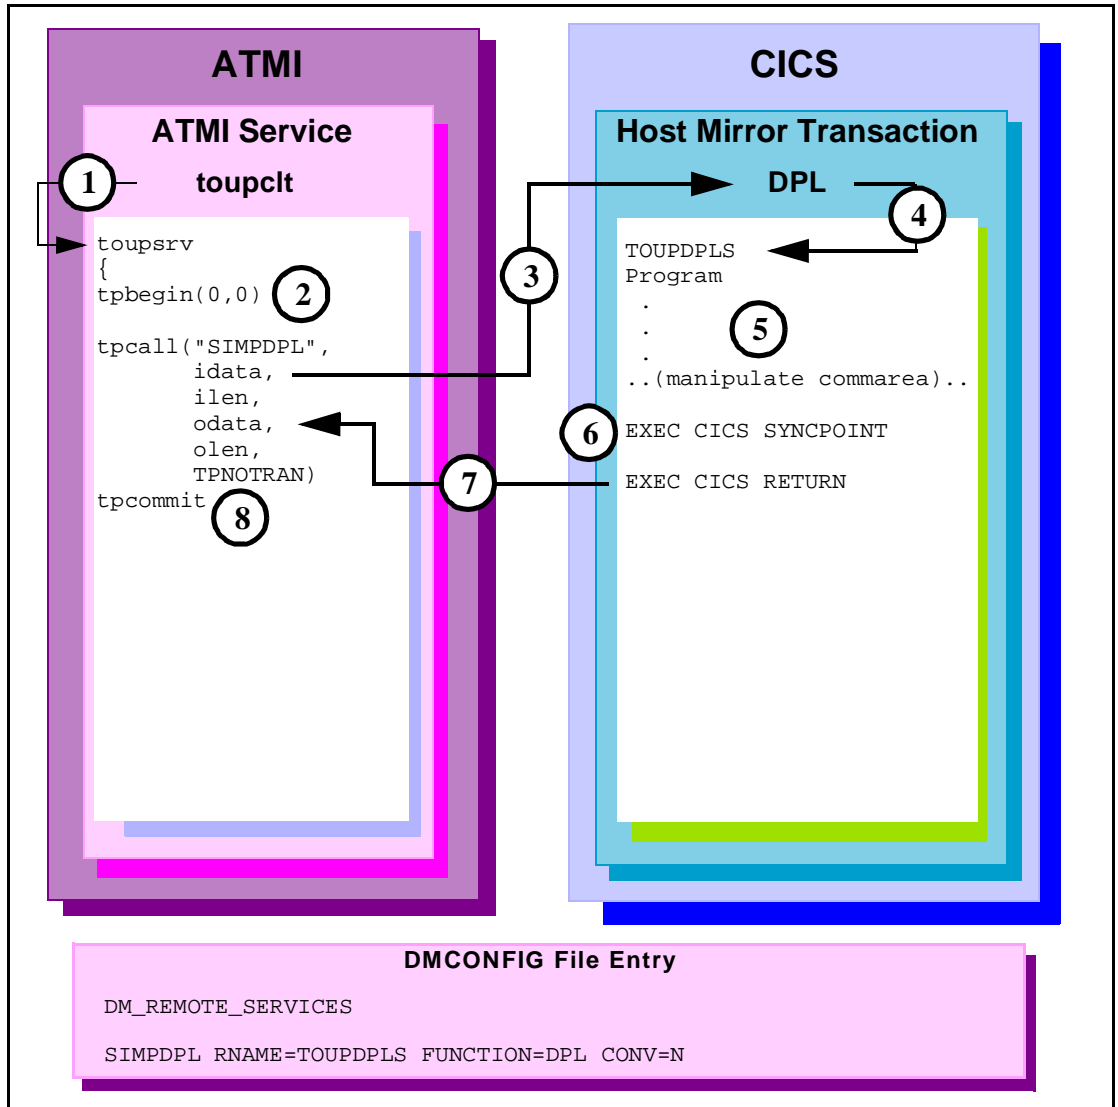 ATMI
ATMI Service
toupclt
1
toupsrv
{
tpbegin(0,0)
2
tpcall("SIMPDPL",
idata,
ilen,
odata,
olen,
TPNOTRAN)
tpcommit
8
3
7
CICS
Host Mirror Transaction
DPL
4
TOUPDPLS
Program
.
.
.
5
..(manipulate commarea)..
6
EXEC CICS SYNCPOINT
EXEC CICS RETURN
DMCONFIG File Entry
DM_REMOTE_SERVICES
SIMPDPL RNAME=TOUPDPLS FUNCTION=DPL CONV=N